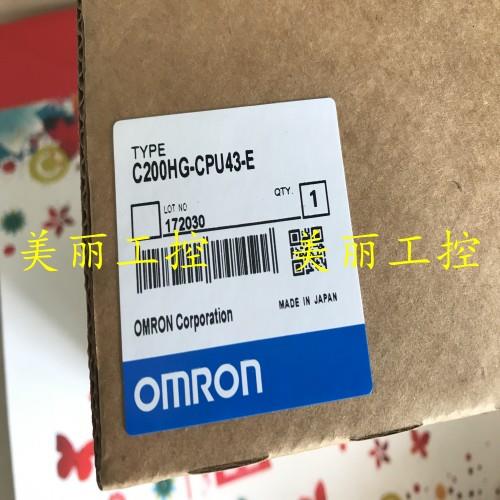 TYPE
C200HG-CPU43-E
LOT NO
172030
QTY.
1
美丽工控
美丽工控
OMRON Corporation
MADE IN JAPAN
OMRON